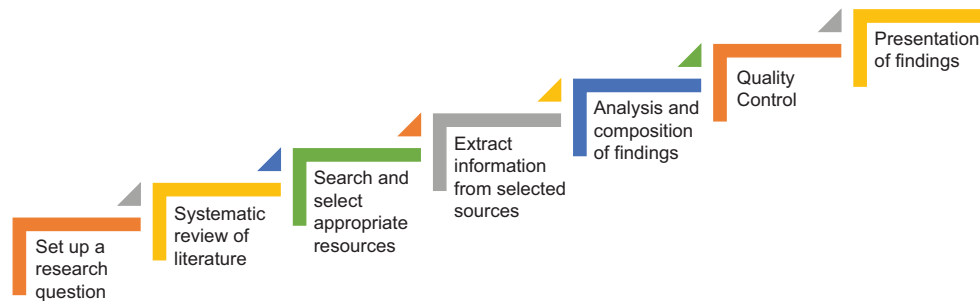 Set up a
research
question
Systematic
review of
literature
Search and
select
appropriate
resources
Extract
information
from selected
sources
Analysis and
composition
of findings
Quality
Control
Presentation
of findings